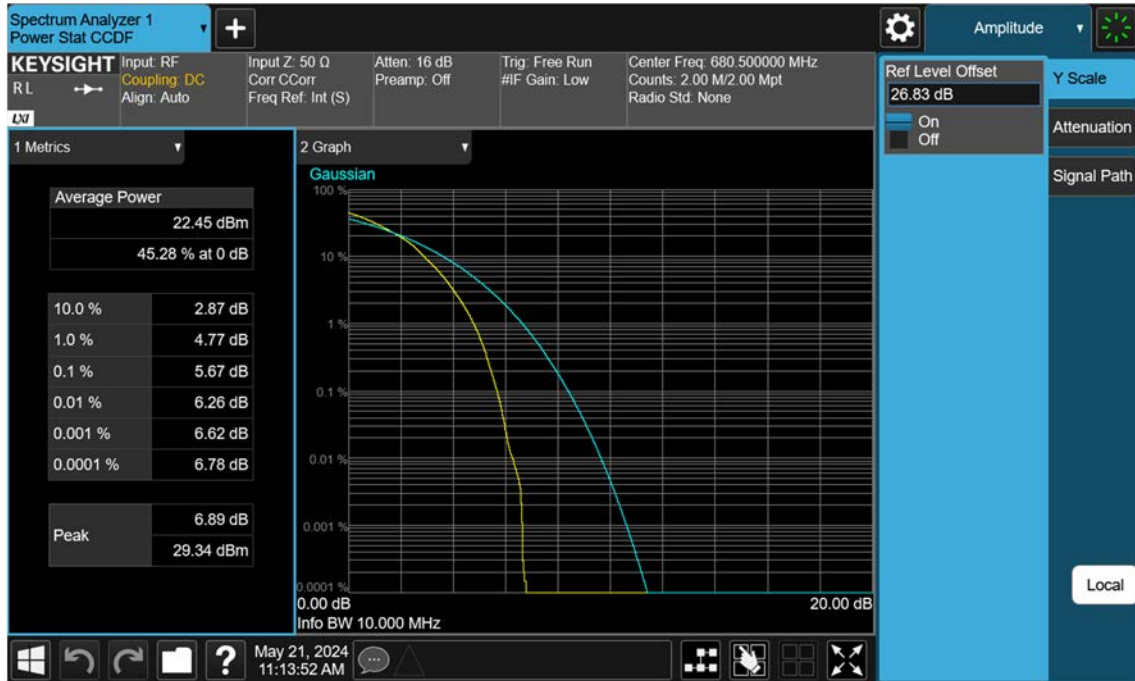 Spectrum Analyzer 1
Power Stat CCDF
Amplitude
KEYSIGHT
R L
LXI
Input: RF
Coupling: DC
Align: Auto
Input Z: 50 Ω
Corr CCorr
Freq Ref: Int (S)
Atten: 16 dB
Preamp: Off
Trig: Free Run
#IF Gain: Low
Center Freq: 680.500000 MHz
Counts: 2.00 M/2.00 Mpt
Radio Std: None
Ref Level Offset
26.83 dB
On
Off
Y Scale
Attenuation
Signal Path
1 Metrics
Average Power
22.45 dBm
45.28 % at 0 dB
10.0 % 2.87 dB
1.0 % 4.77 dB
0.1 % 5.67 dB
0.01 % 6.26 dB
0.001 % 6.62 dB
0.0001 % 6.78 dB
Peak
6.89 dB
29.34 dBm
2 Graph
Gaussian
100 %
10 %
1 %
0.1 %
0.01 %
0.001 %
0.0001 %
0.00 dB 20.00 dB
Info BW 10.000 MHz
Local
?
May 21, 2024
11:13:52 AM